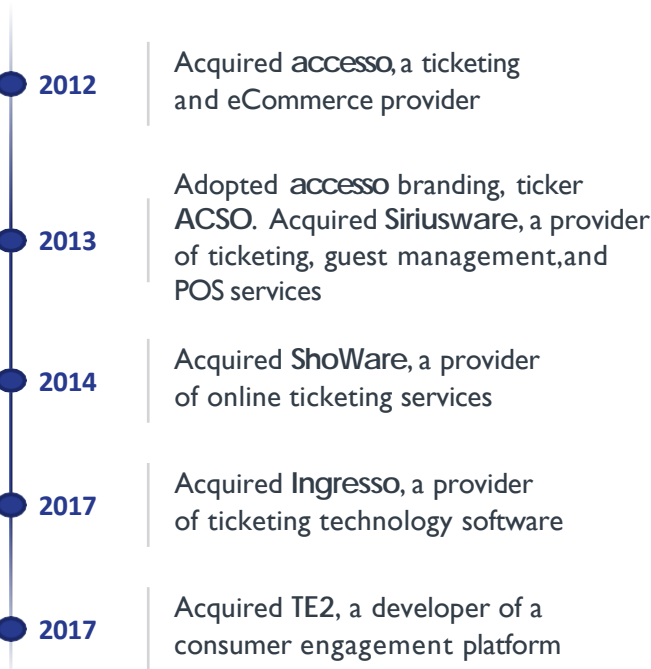 2012
Acquired accesso, a ticketing
and eCommerce provider
2013
Adopted accesso branding, ticker
ACSO. Acquired Siriusware, a provider
of ticketing, guest management,and
POS services
2014
Acquired ShoWare, a provider
of online ticketing services
2017
Acquired Ingresso, a provider
of ticketing technology software
2017
Acquired TE2, a developer of a
consumer engagement platform